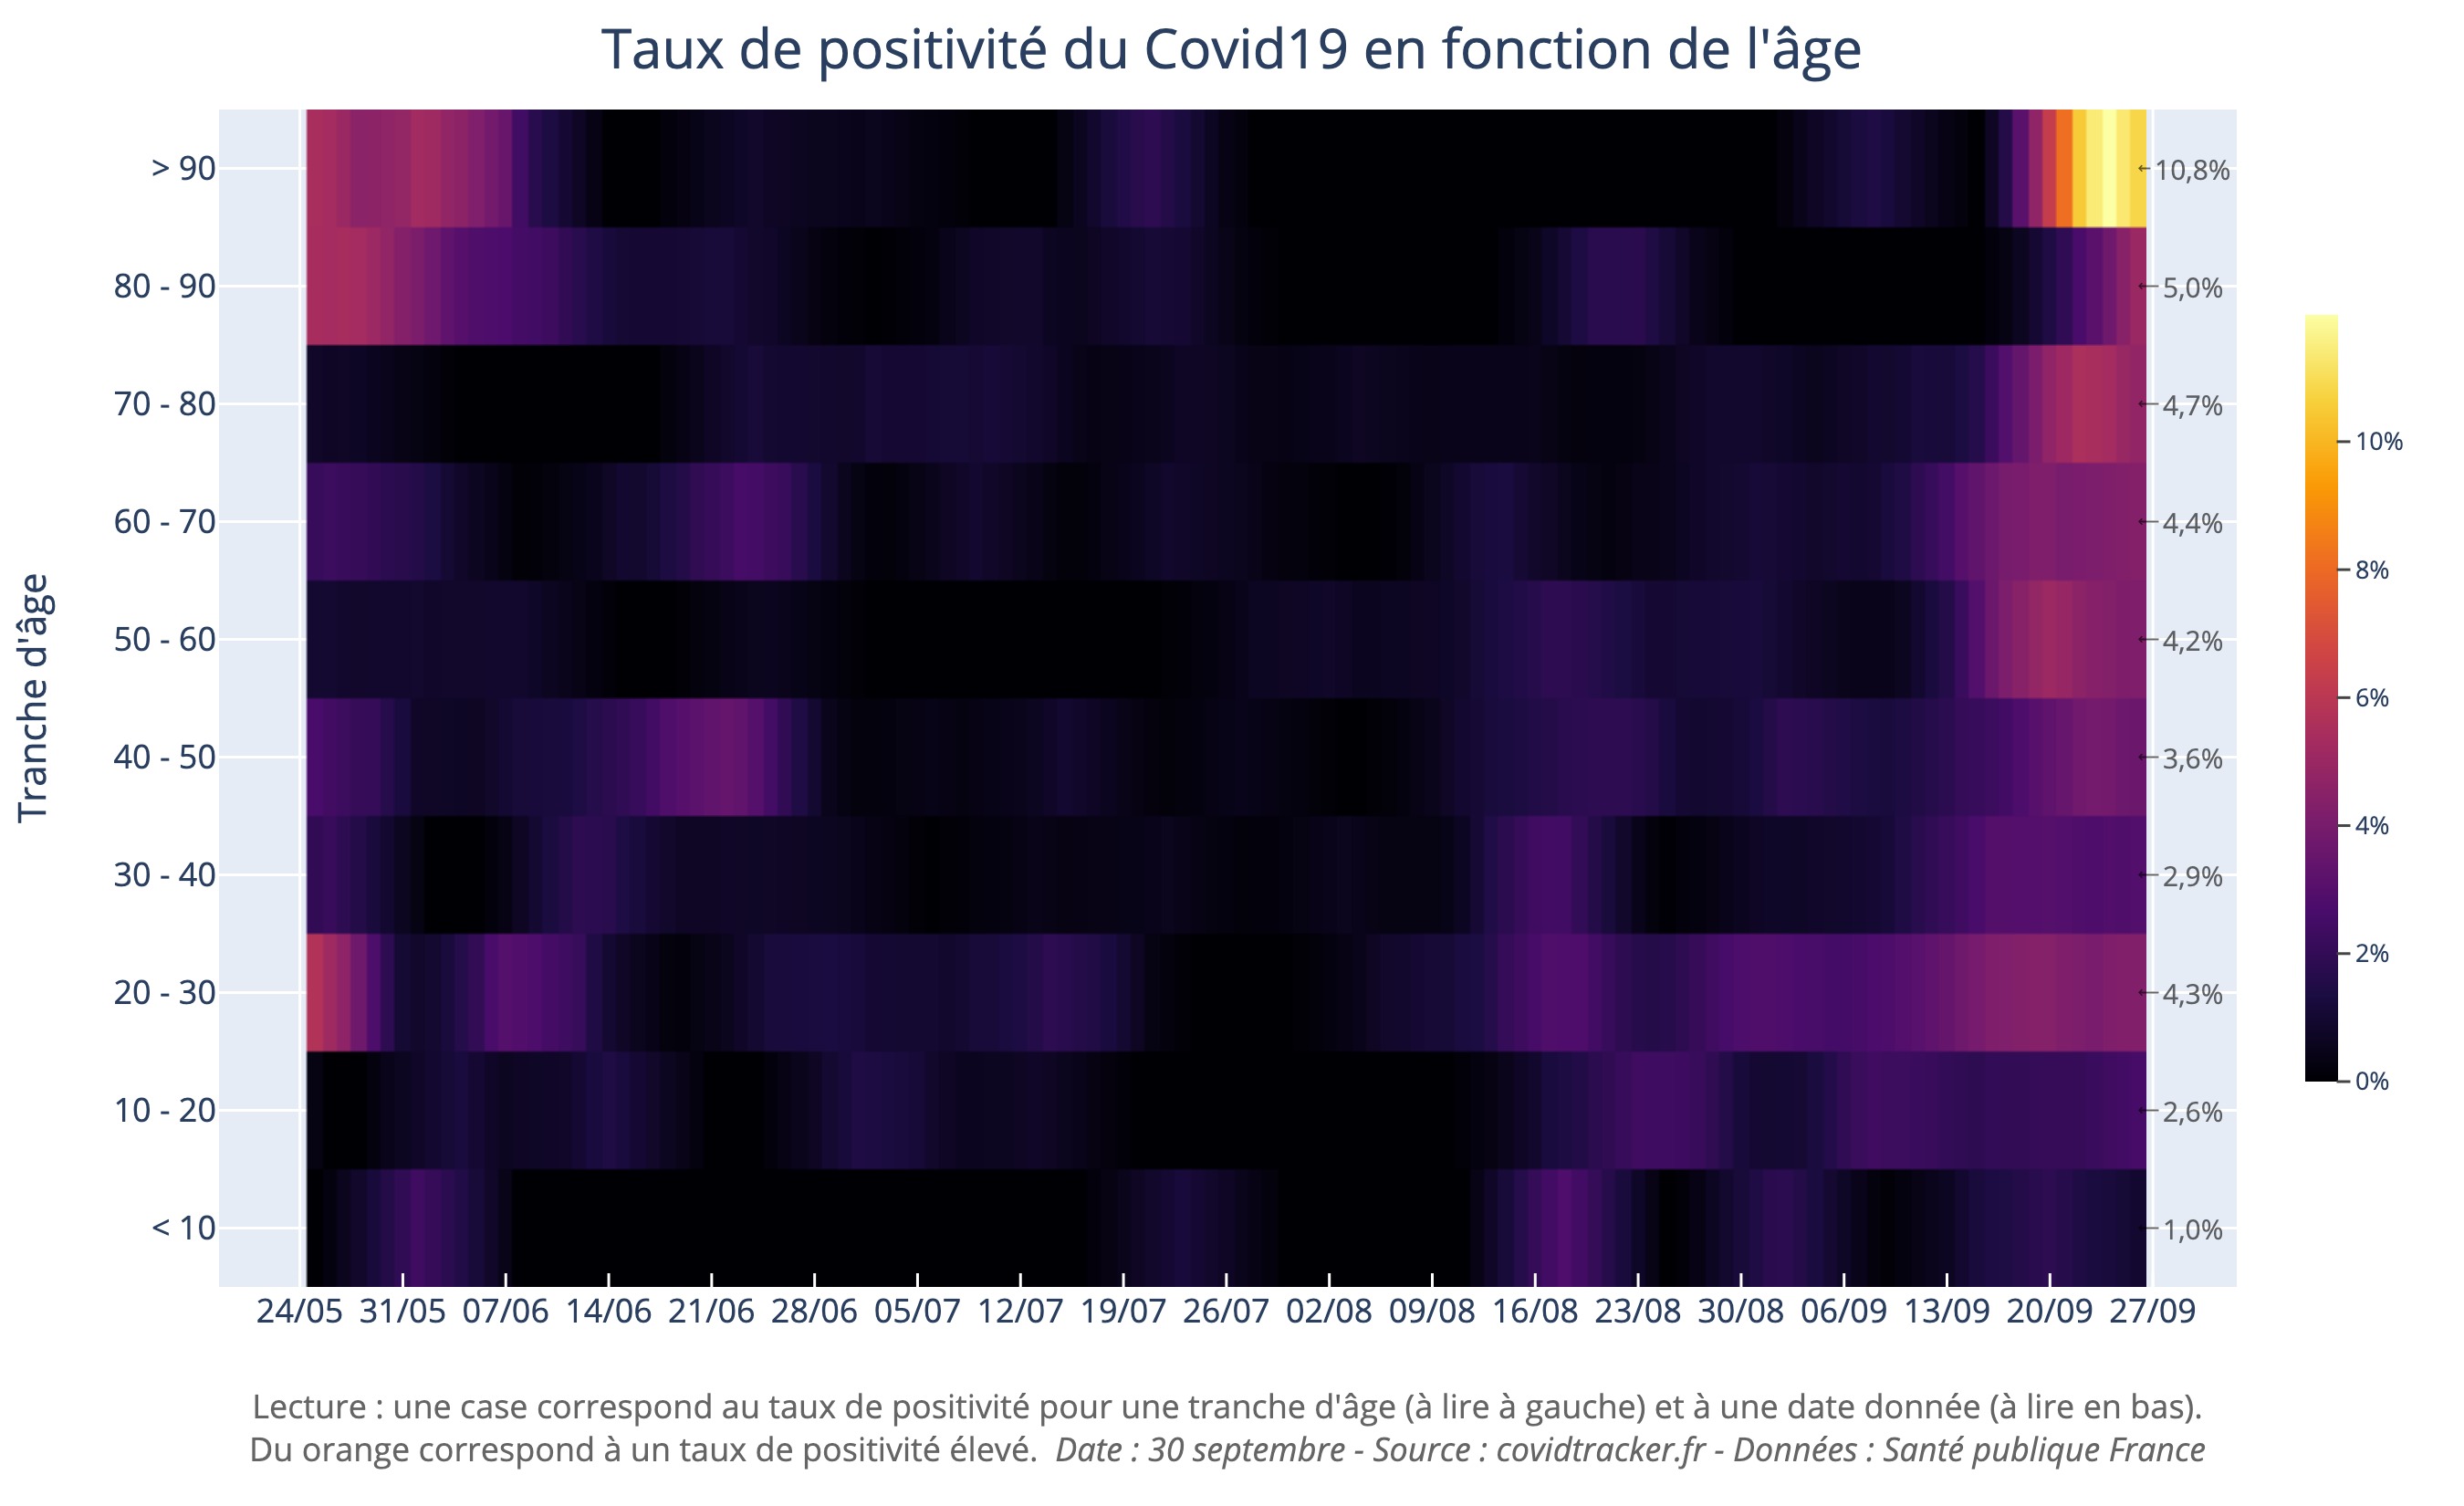 Taux de positivité du Covid19 en fonction de l'âge
Tranche d'âge
> 90
80 - 90
70 - 80
60 - 70
50 - 60
40 - 50
30 - 40
20 - 30
10 - 20
< 10
10,8%
5,0%
4,7%
4,4%
4,2%
3,6%
2,9%
4,3%
2,6%
1,0%
10%
8%
6%
4%
2%
0%
24/05 31/05 07/06 14/06 21/06 28/06 05/07 12/07 19/07 26/07 02/08 09/08 16/08 23/08 30/08 06/09 13/09 20/09 27/09
Lecture : une case correspond au taux de positivité pour une tranche d'âge (à lire à gauche) et à une date donnée (à lire en bas).
Du orange correspond à un taux de positivité élevé. Date : 30 septembre - Source : covidtracker.fr - Données : Santé publique France